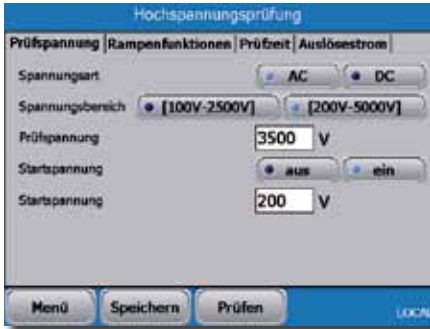 Hochspannungsprüfung
Prüfspannung Rampenfunktionen Prüfzeit Auslösestrom
Spannungsart AC DC
Spannungsbereich [100V-2500V] [200V-5000V]
Prüfspannung 3500 V
Startspannung aus ein
Startspannung 200 V
Menü Speichern Prüfen LOCAL